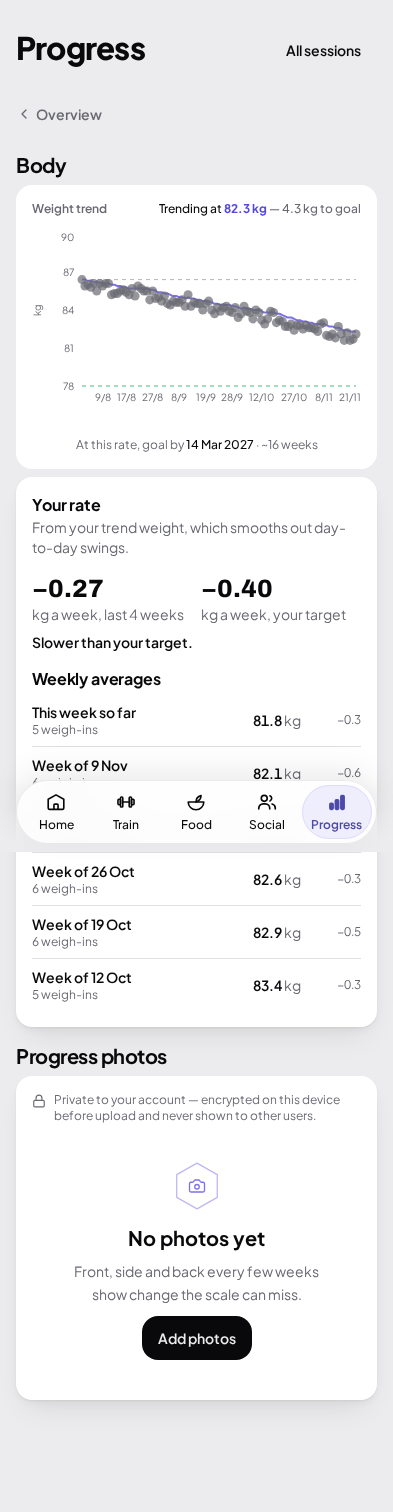 Progress
All sessions
Overview
Body
Weight trend
Trending at 82.3 kg — 4.3 kg to goal
90
87
84
81
78
kg
9/8 17/8 27/8 8/9 19/9 28/9 12/10 27/10 8/11 21/11
At this rate, goal by 14 Mar 2027 · ~16 weeks
Your rate
From your trend weight, which smooths out day-
to-day swings.
−0.27
kg a week, last 4 weeks
−0.40
kg a week, your target
Slower than your target.
Weekly averages
This week so far
5 weigh-ins
81.8 kg
−0.3
Week of 9 Nov
82.1 kg
−0.6
Home
Train
Food
Social
Progress
Week of 26 Oct
6 weigh-ins
82.6 kg
−0.3
Week of 19 Oct
6 weigh-ins
82.9 kg
−0.5
Week of 12 Oct
5 weigh-ins
83.4 kg
−0.3
Progress photos
Private to your account — encrypted on this device
before upload and never shown to other users.
No photos yet
Front, side and back every few weeks
show change the scale can miss.
Add photos